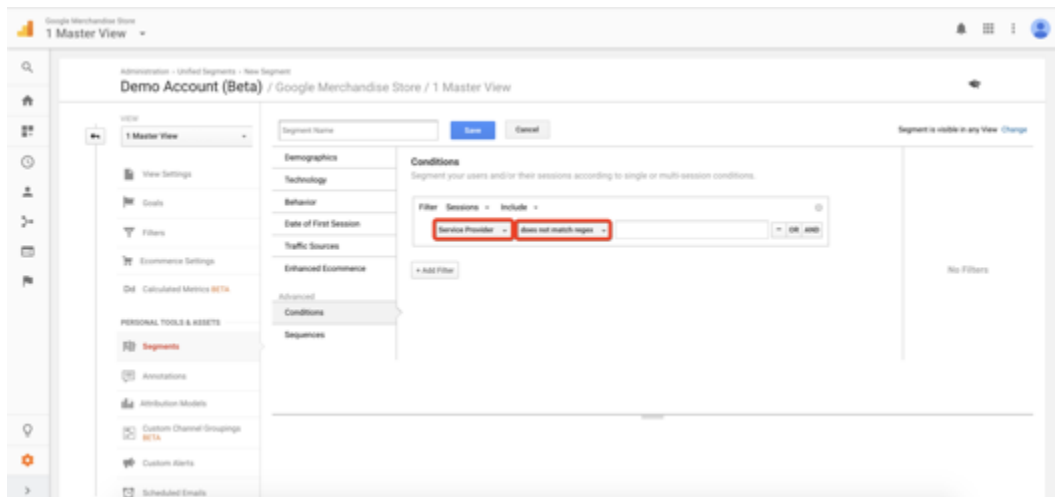 Google Merchandise Store
1 Master View
Administration > Unified Segments > New Segment
Demo Account (Beta) / Google Merchandise Store / 1 Master View
VIEW
1 Master View
View Settings
Goals
Filters
Ecommerce Settings
Dd Calculated Metrics BETA
PERSONAL TOOLS & ASSETS
Segments
Annotations
Attribution Models
Custom Channel Groupings
BETA
Custom Alerts
Scheduled Emails
Segment Name
Save
Cancel
Segment is visible in any View Change
Demographics
Technology
Behavior
Date of First Session
Traffic Sources
Enhanced Ecommerce
Advanced
Conditions
Sequences
Conditions
Segment your users and/or their sessions according to single or multi-session conditions.
Filter Sessions Include
Service Provider does not match regex - OR AND
+ Add Filter
No Filters